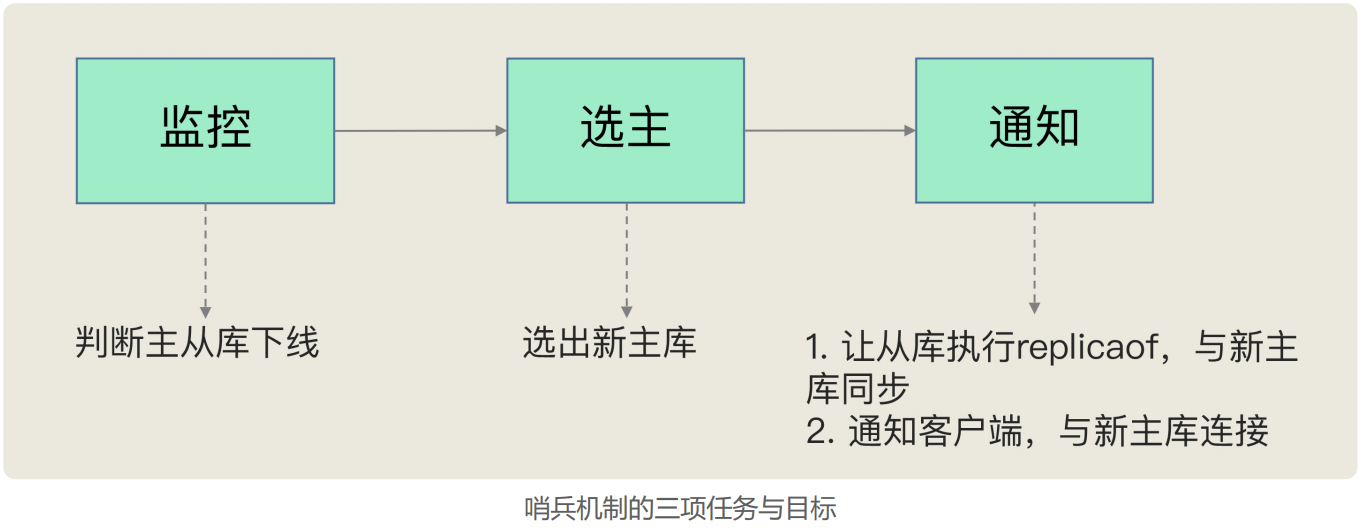 监控
选主
通知
判断主从库下线
选出新主库
1. 让从库执行replicaof，与新主
库同步
2. 通知客户端，与新主库连接
哨兵机制的三项任务与目标